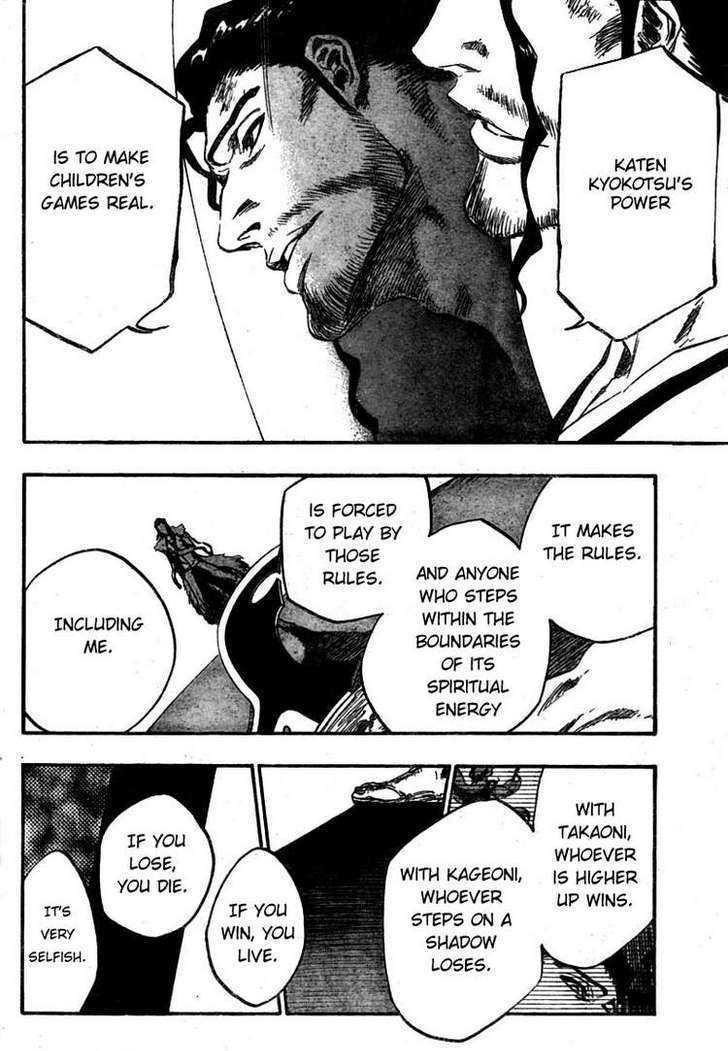 KATEN
KYOKOTSU'S
POWER
IS TO MAKE
CHILDREN'S
GAMES REAL.
IT MAKES
THE RULES.
AND ANYONE
WHO STEPS
WITHIN THE
BOUNDARIES
OF ITS
SPIRITUAL
ENERGY
IS FORCED
TO PLAY BY
THOSE
RULES.
INCLUDING
ME.
WITH
TAKAONI,
WHOEVER
IS HIGHER
UP WINS.
WITH KAGEONI,
WHOEVER
STEPS ON A
SHADOW
LOSES.
IF YOU
WIN, YOU
LIVE.
IF YOU
LOSE,
YOU DIE.
IT'S
VERY
SELFISH.